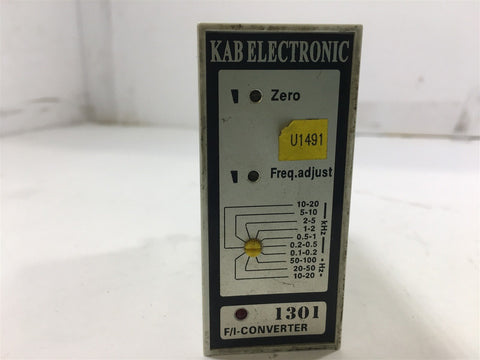 KAB ELECTRONIC
Zero
U1491
Freq.adjust
10-20
5-10
2-5
1-2
0.5-1
0.2-0.5
0.1-0.2
50-100
20-50
10-20
kHz
Hz
1301
F/I-CONVERTER